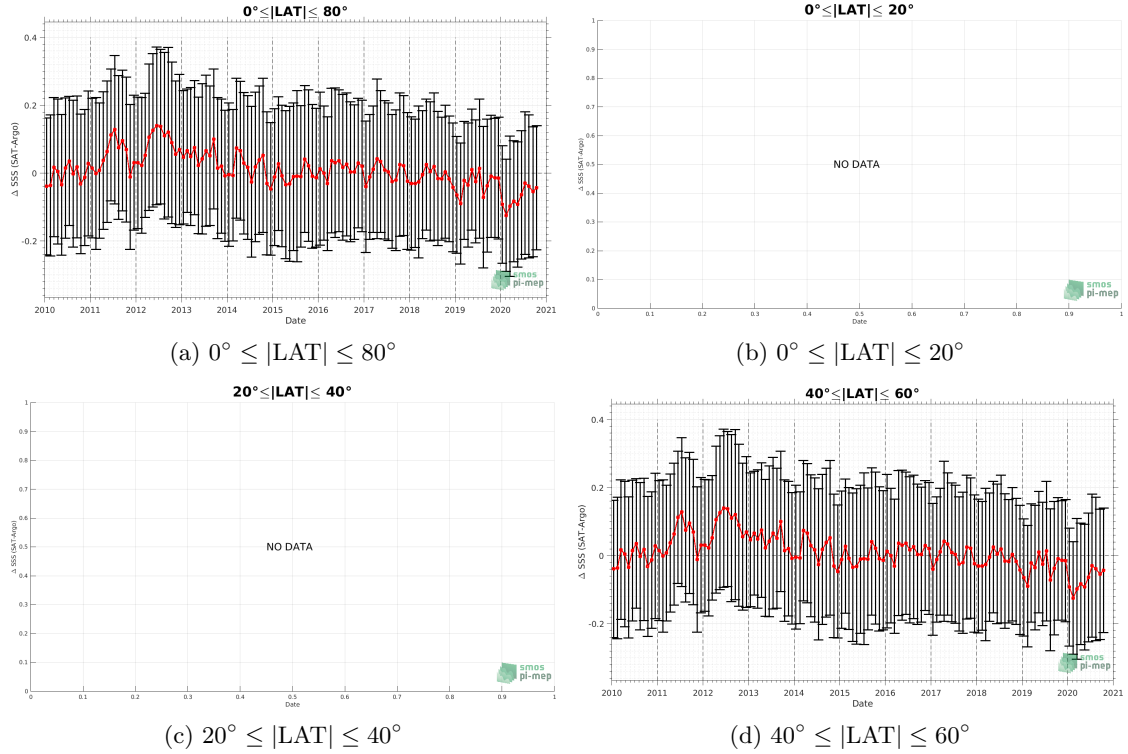 0°≤|LAT|≤ 80°
Δ SSS (SAT-Argo)
0.4
0.2
0
-0.2
2010 2011 2012 2013 2014 2015 2016 2017 2018 2019 2020 2021
Date
smos
pi-mep
(a) 0° ≤ |LAT| ≤ 80°
0°≤|LAT|≤ 20°
Δ SSS (SAT-Argo)
1
0.9
0.8
0.7
0.6
0.5
0.4
0.3
0.2
0.1
0
NO DATA
0 0.1 0.2 0.3 0.4 0.5 0.6 0.7 0.8 0.9 1
Date
smos
pi-mep
(b) 0° ≤ |LAT| ≤ 20°
20°≤|LAT|≤ 40°
Δ SSS (SAT-Argo)
1
0.9
0.8
0.7
0.6
0.5
0.4
0.3
0.2
0.1
0
NO DATA
0 0.1 0.2 0.3 0.4 0.5 0.6 0.7 0.8 0.9 1
Date
smos
pi-mep
(c) 20° ≤ |LAT| ≤ 40°
40°≤|LAT|≤ 60°
Δ SSS (SAT-Argo)
0.4
0.2
0
-0.2
2010 2011 2012 2013 2014 2015 2016 2017 2018 2019 2020 2021
Date
smos
pi-mep
(d) 40° ≤ |LAT| ≤ 60°